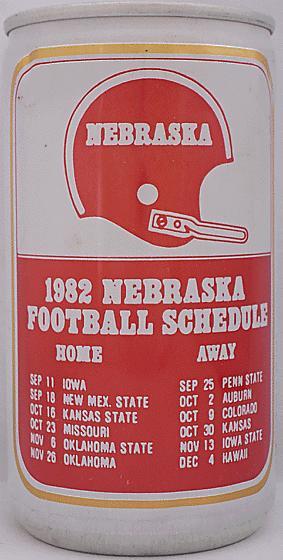 NEBRASKA
1982 NEBRASKA
FOOTBALL SCHEDULE
HOME
SEP 11 IOWA
SEP 18 NEW MEX. STATE
OCT 16 KANSAS STATE
OCT 23 MISSOURI
NOV 6 OKLAHOMA STATE
NOV 26 OKLAHOMA
AWAY
SEP 25 PENN STATE
OCT 2 AUBURN
OCT 9 COLORADO
OCT 30 KANSAS
NOV 13 IOWA STATE
DEC 4 HAWAII